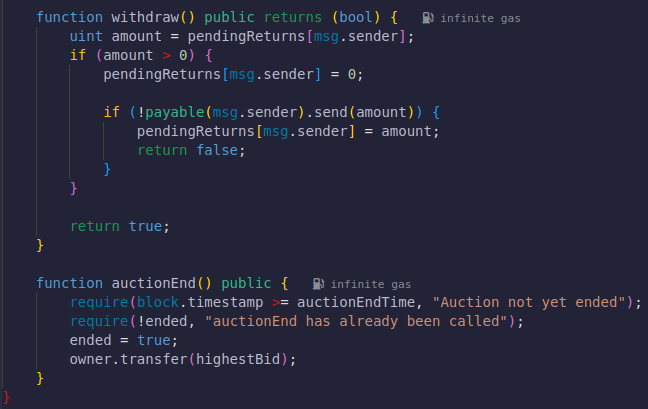 function withdraw() public returns (bool) { infinite gas
uint amount = pendingReturns[msg.sender];
if (amount > 0) {
pendingReturns[msg.sender] = 0;
if (!payable(msg.sender).send(amount)) {
pendingReturns[msg.sender] = amount;
return false;
}
}
return true;
}
function auctionEnd() public { infinite gas
require(block.timestamp >= auctionEndTime, "Auction not yet ended");
require(!ended, "auctionEnd has already been called");
ended = true;
owner.transfer(highestBid);
}
}